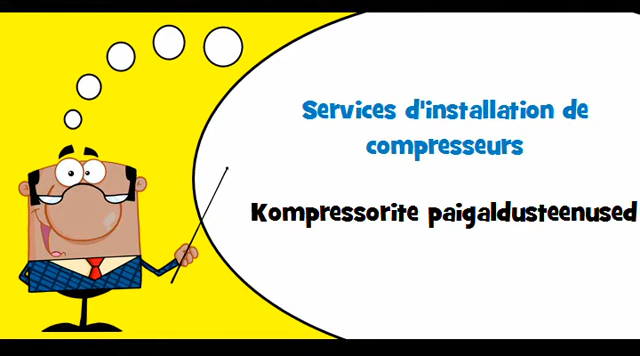 Services d'installation de
compresseurs
Kompressorite paigaldusteenused